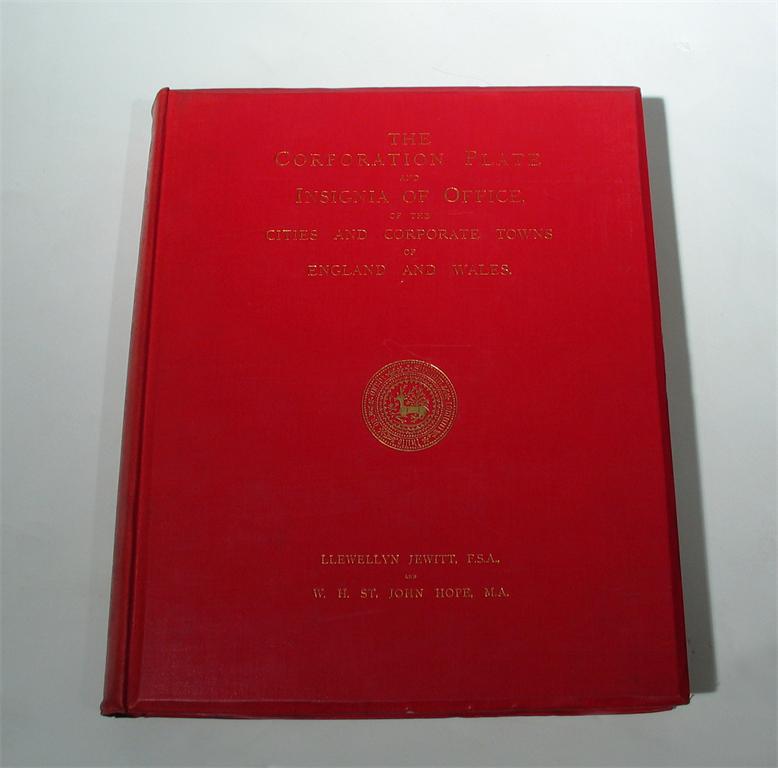 THE
CORPORATION PLATE
AND
INSIGNIA OF OFFICE,
OF THE
CITIES AND CORPORATE TOWNS
OF
ENGLAND AND WALES.
LLEWELLYN JEWITT, F.S.A.,
AND
W. H. ST. JOHN HOPE, M.A.